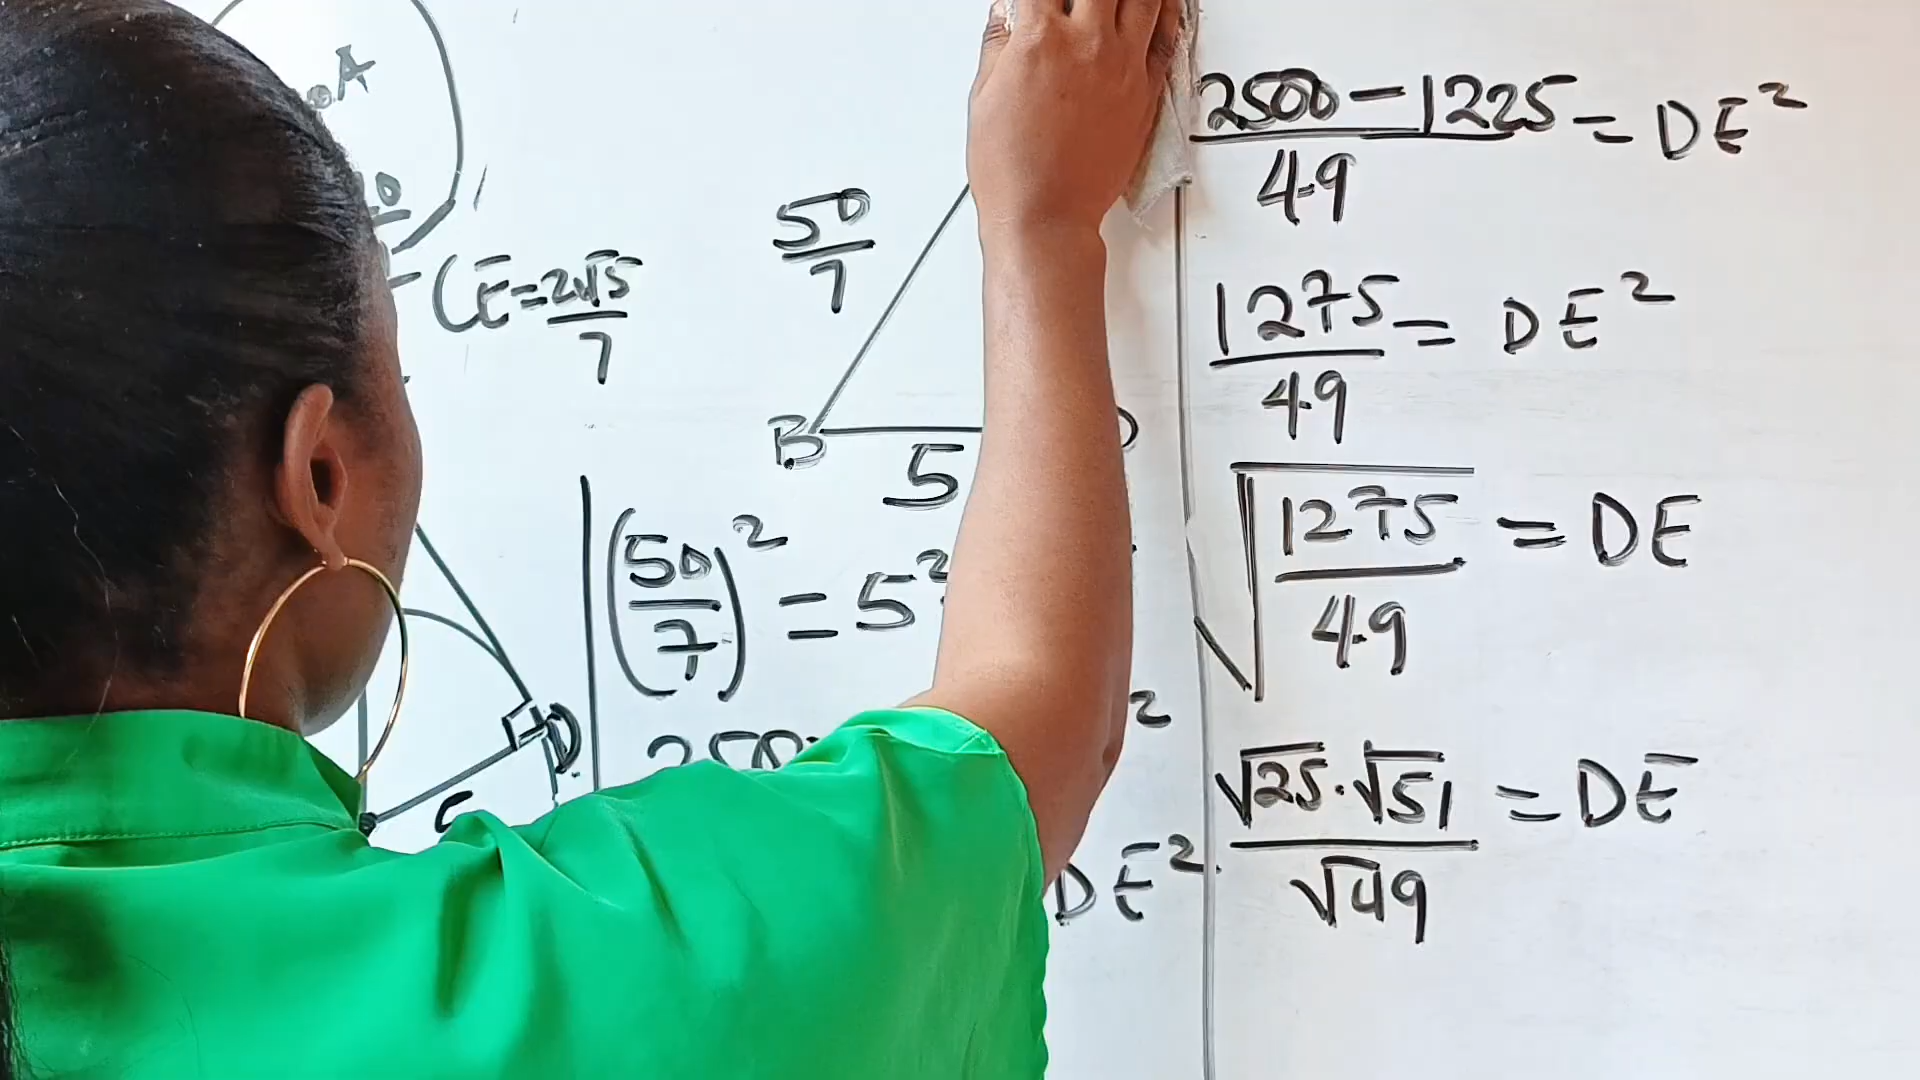 A
CE = 2√5/7
50/7
B
5
D
(50/7)² = 5²
2500
DE²
D
2500 − 1225 / 49 = DE²
1275/49 = DE²
√(1275/49) = DE
√25 · √51 / √49 = DE